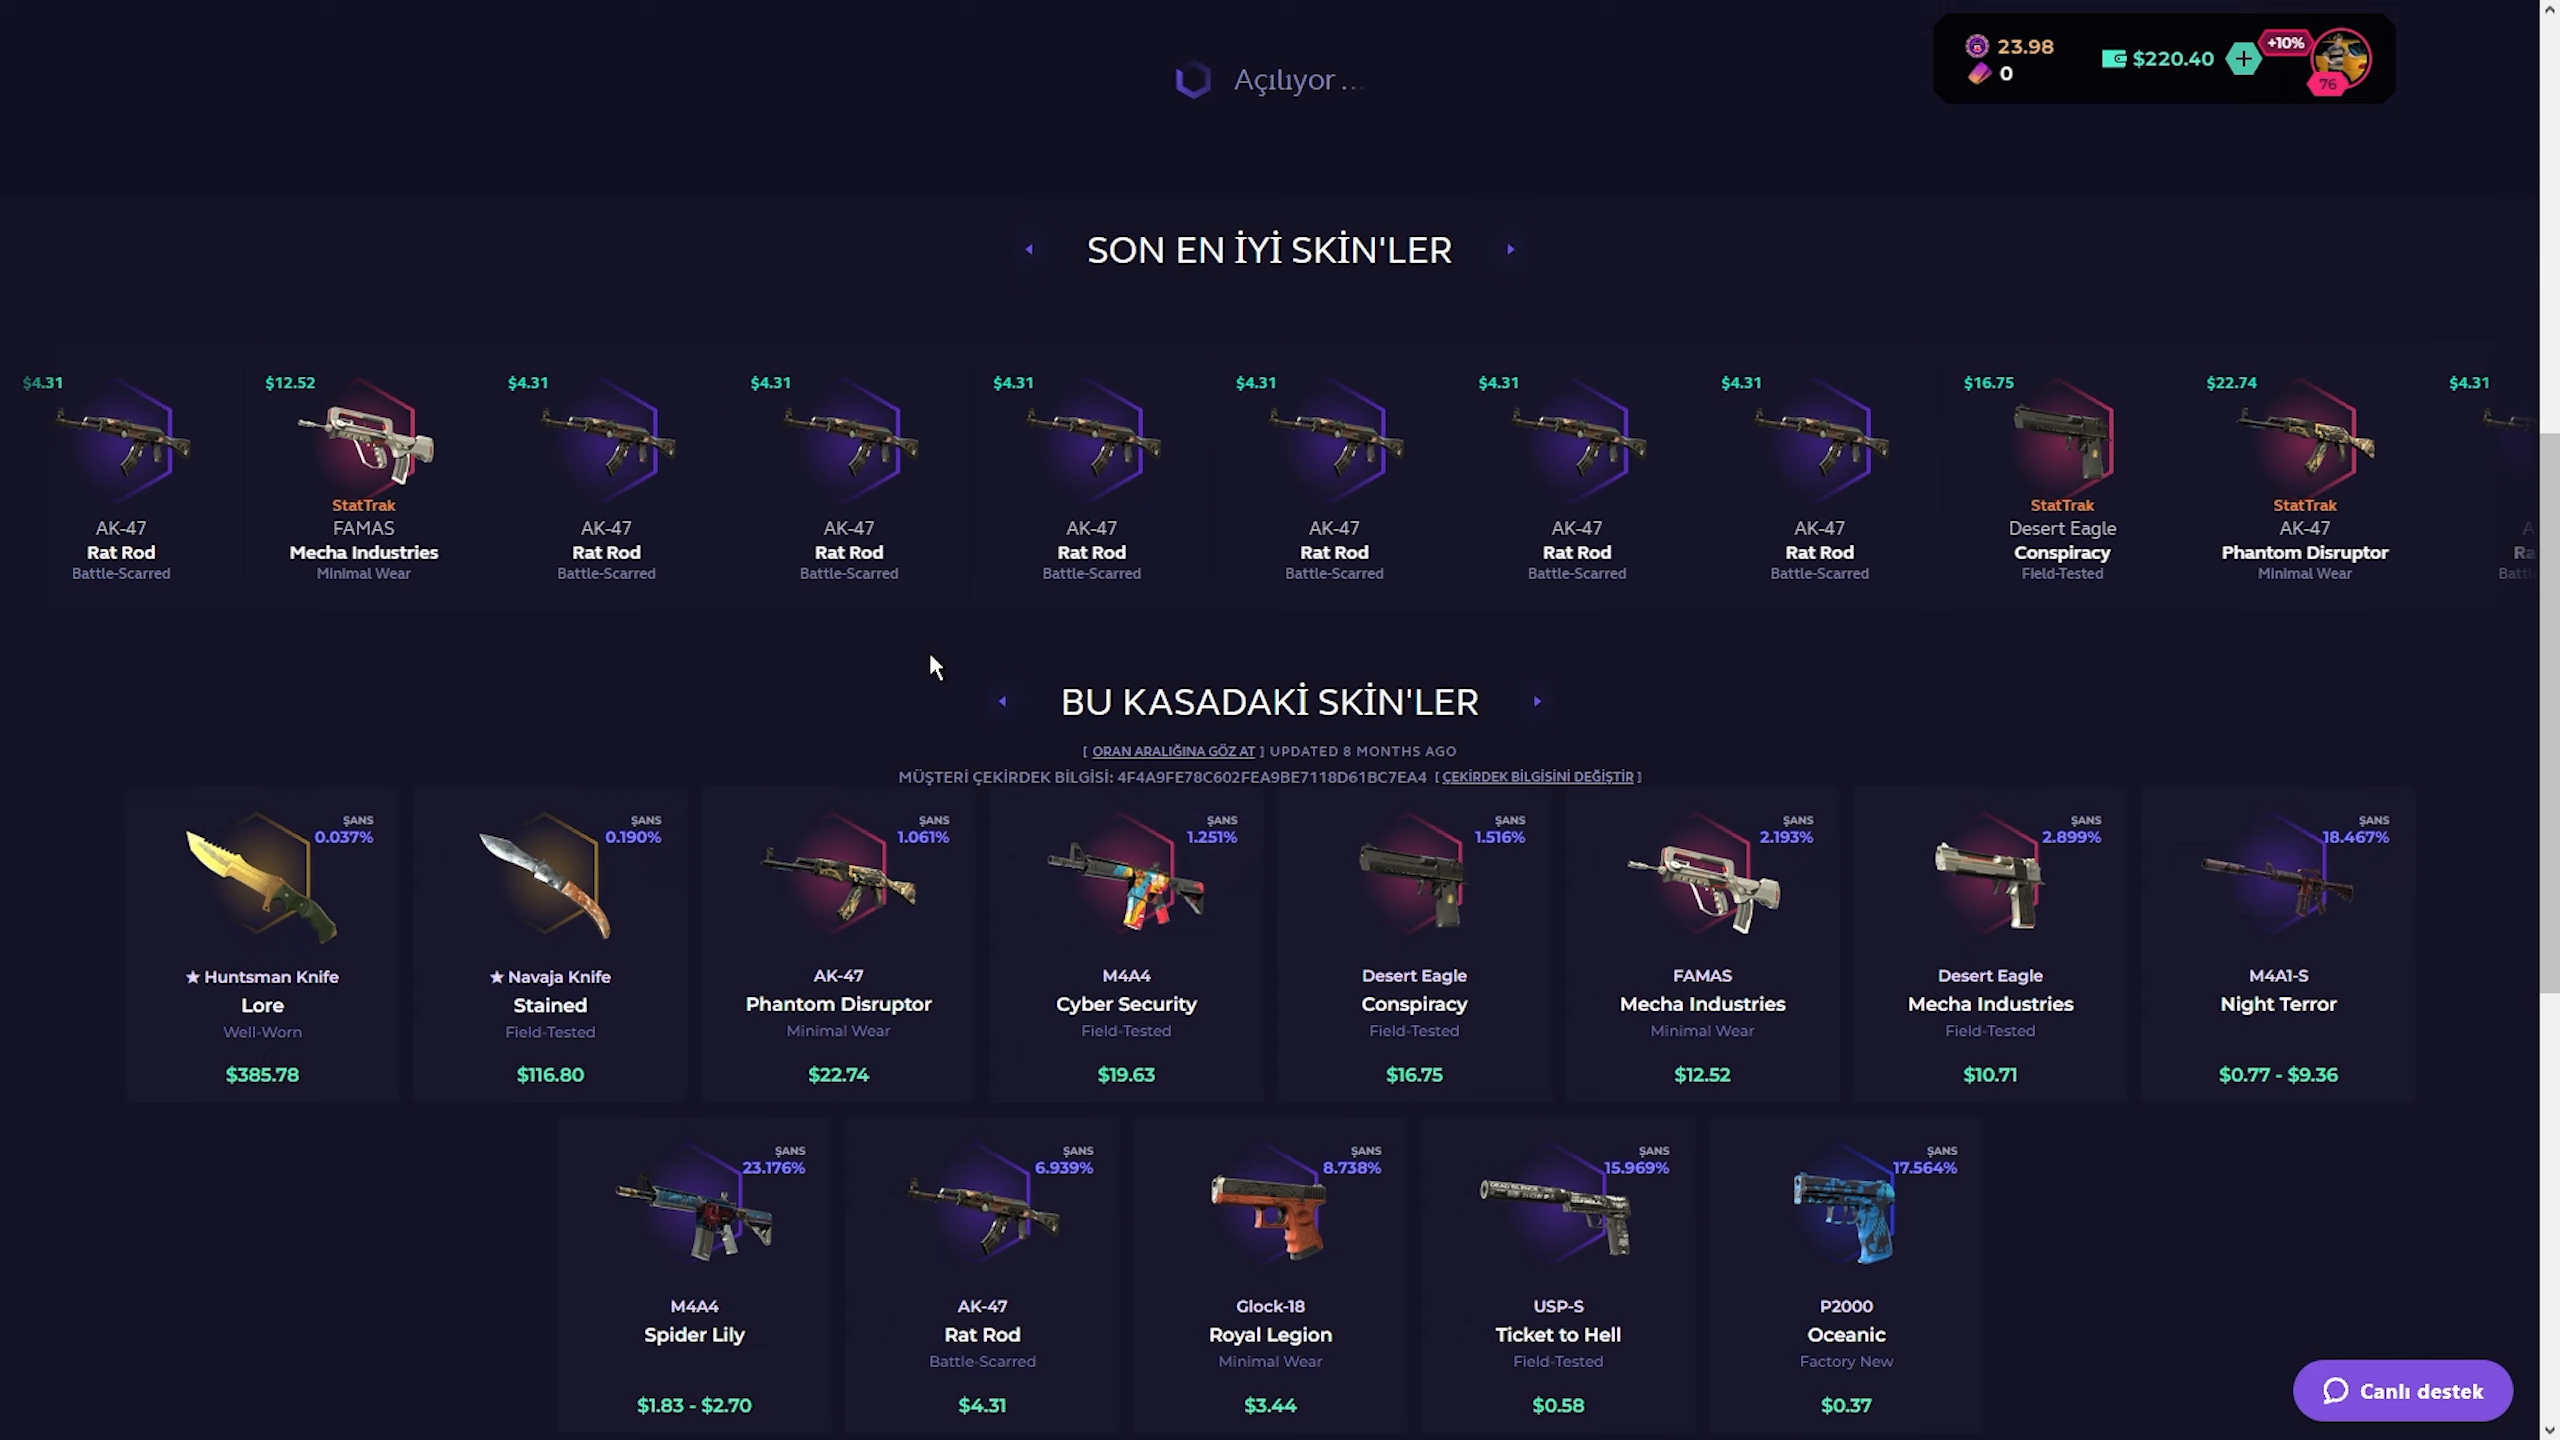 Açılıyor ...
23.98
0
$220.40
+10%
76
SON EN İYİ SKİN'LER
$4.31
AK-47
Rat Rod
Battle-Scarred
$12.52
StatTrak
FAMAS
Mecha Industries
Minimal Wear
$4.31
AK-47
Rat Rod
Battle-Scarred
$4.31
AK-47
Rat Rod
Battle-Scarred
$4.31
AK-47
Rat Rod
Battle-Scarred
$4.31
AK-47
Rat Rod
Battle-Scarred
$4.31
AK-47
Rat Rod
Battle-Scarred
$4.31
AK-47
Rat Rod
Battle-Scarred
$16.75
StatTrak
Desert Eagle
Conspiracy
Field-Tested
$22.74
StatTrak
AK-47
Phantom Disruptor
Minimal Wear
$4.31
BU KASADAKİ SKİN'LER
[ ORAN ARALIĞINA GÖZ AT ] UPDATED 8 MONTHS AGO
MÜŞTERİ ÇEKİRDEK BİLGİSİ: 4F4A9FE78C602FEA9BE7118D61BC7EA4 [ ÇEKİRDEK BİLGİSİNİ DEĞİŞTİR ]
ŞANS
0.037%
★ Huntsman Knife
Lore
Well-Worn
$385.78
ŞANS
0.190%
★ Navaja Knife
Stained
Field-Tested
$116.80
ŞANS
1.061%
AK-47
Phantom Disruptor
Minimal Wear
$22.74
ŞANS
1.251%
M4A4
Cyber Security
Field-Tested
$19.63
ŞANS
1.516%
Desert Eagle
Conspiracy
Field-Tested
$16.75
ŞANS
2.193%
FAMAS
Mecha Industries
Minimal Wear
$12.52
ŞANS
2.899%
Desert Eagle
Mecha Industries
Field-Tested
$10.71
ŞANS
18.467%
M4A1-S
Night Terror
$0.77 - $9.36
ŞANS
23.176%
M4A4
Spider Lily
$1.83 - $2.70
ŞANS
6.939%
AK-47
Rat Rod
Battle-Scarred
$4.31
ŞANS
8.738%
Glock-18
Royal Legion
Minimal Wear
$3.44
ŞANS
15.969%
USP-S
Ticket to Hell
Field-Tested
$0.58
ŞANS
17.564%
P2000
Oceanic
Factory New
$0.37
Canlı destek